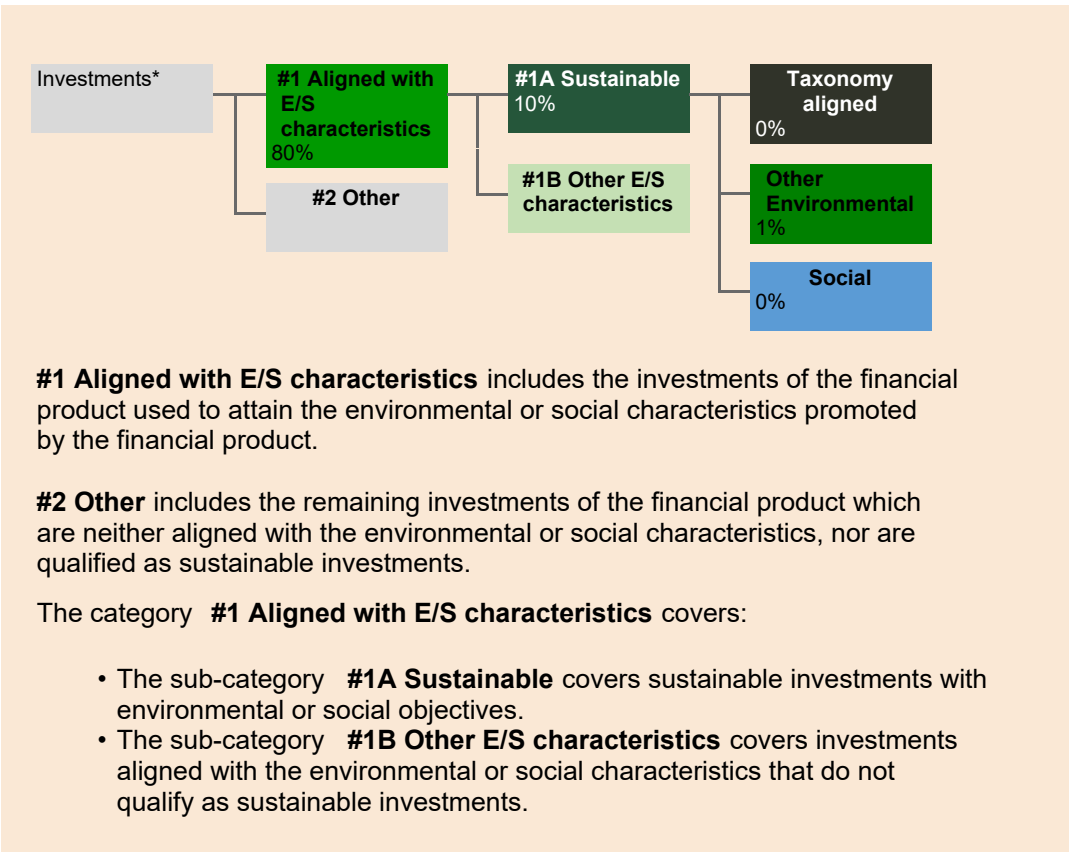 Investments*
#1 Aligned with
E/S
characteristics
80%
#2 Other
#1A Sustainable
10%
#1B Other E/S
characteristics
Taxonomy
aligned
0%
Other
Environmental
1%
Social
0%
#1 Aligned with E/S characteristics includes the investments of the financial
product used to attain the environmental or social characteristics promoted
by the financial product.
#2 Other includes the remaining investments of the financial product which
are neither aligned with the environmental or social characteristics, nor are
qualified as sustainable investments.
The category #1 Aligned with E/S characteristics covers:
• The sub-category #1A Sustainable covers sustainable investments with
environmental or social objectives.
• The sub-category #1B Other E/S characteristics covers investments
aligned with the environmental or social characteristics that do not
qualify as sustainable investments.